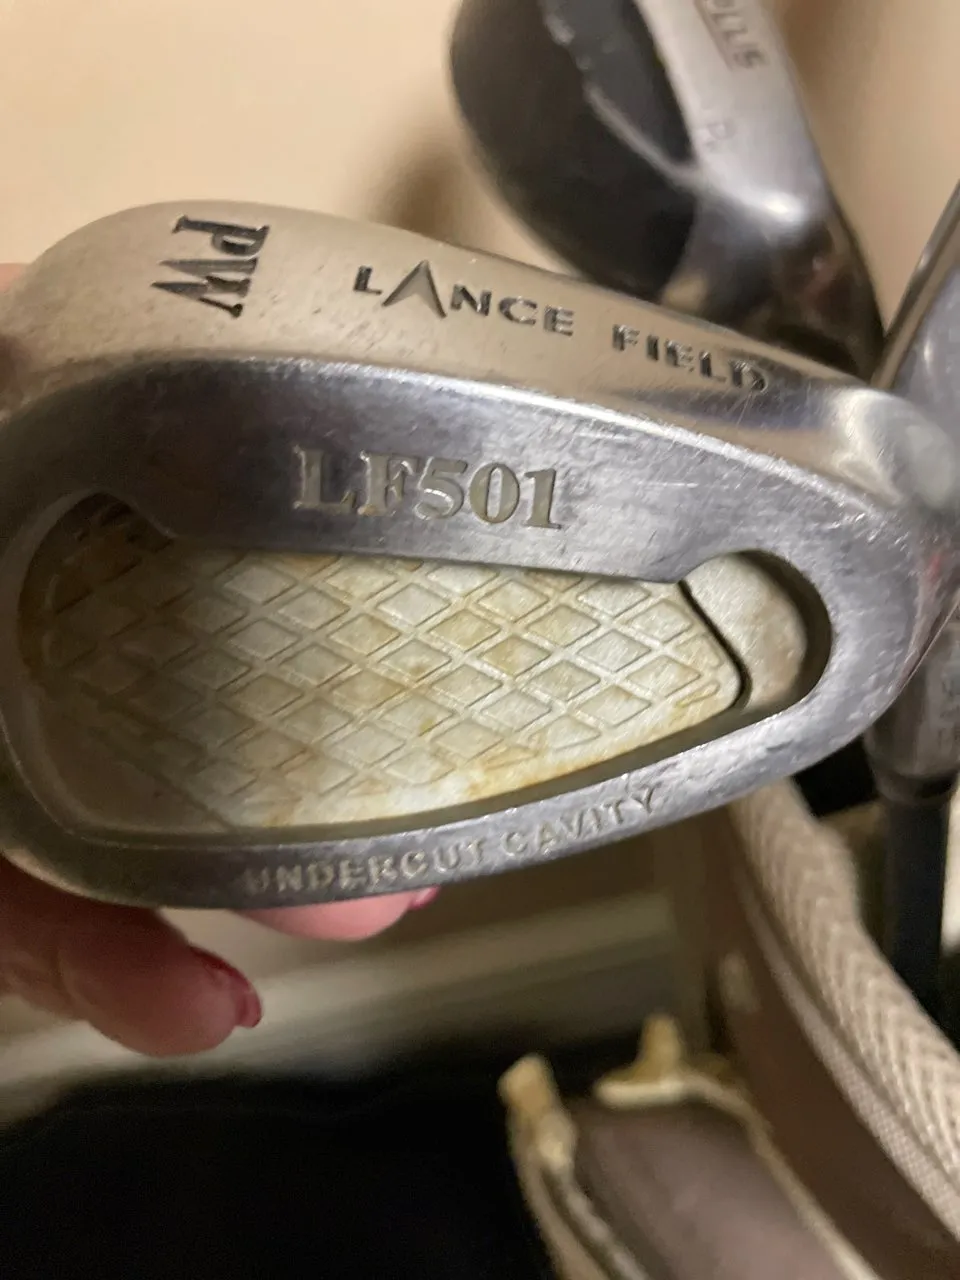 PW
LANCE FIELD
LF501
UNDERCUT CAVITY